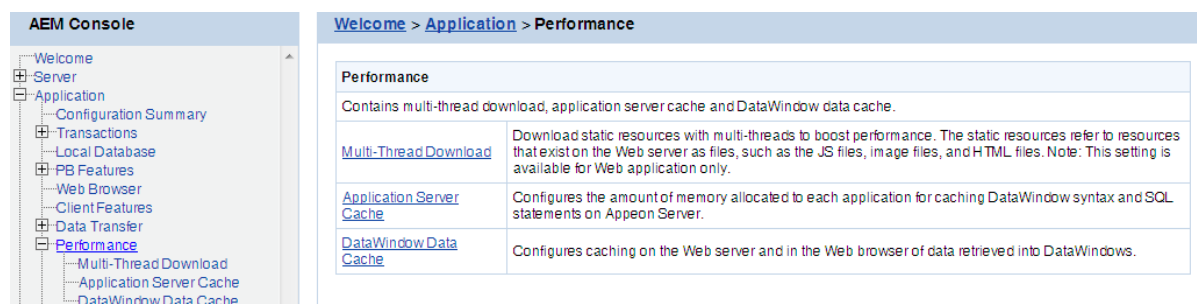 AEM Console
Welcome
Server
Application
Configuration Summary
Transactions
Local Database
PB Features
Web Browser
Client Features
Data Transfer
Performance
Multi-Thread Download
Application Server Cache
DataWindow Data Cache
Welcome > Application > Performance
Performance
Contains multi-thread download, application server cache and DataWindow data cache.
Multi-Thread Download
Download static resources with multi-threads to boost performance. The static resources refer to resources
that exist on the Web server as files, such as the JS files, image files, and HTML files. Note: This setting is
available for Web application only.
Application Server
Cache
Configures the amount of memory allocated to each application for caching DataWindow syntax and SQL
statements on Appeon Server.
DataWindow Data
Cache
Configures caching on the Web server and in the Web browser of data retrieved into DataWindows.